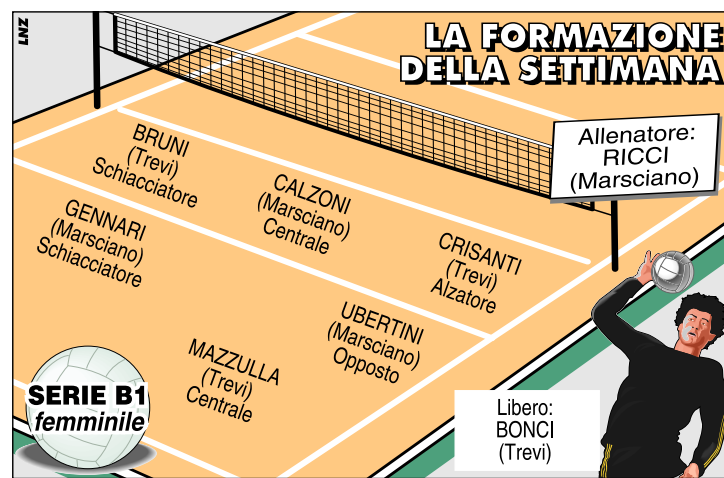 LNZ
LA FORMAZIONE
DELLA SETTIMANA
Allenatore:
RICCI
(Marsciano)
BRUNI
(Trevi)
Schiacciatore
CALZONI
(Marsciano)
Centrale
CRISANTI
(Trevi)
Alzatore
GENNARI
(Marsciano)
Schiacciatore
MAZZULLA
(Trevi)
Centrale
UBERTINI
(Marsciano)
Opposto
SERIE B1
femminile
Libero:
BONCI
(Trevi)